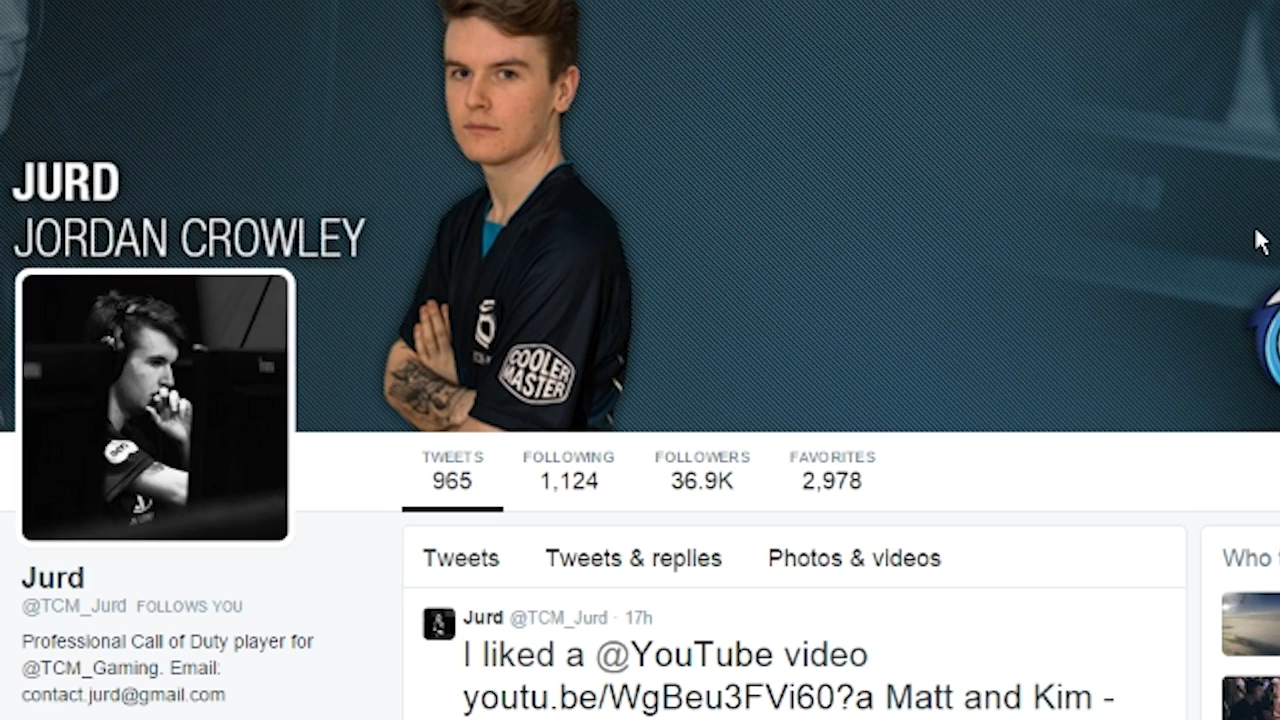 JURD
JORDAN CROWLEY
COOLER
MASTER
TWEETS FOLLOWING FOLLOWERS FAVORITES
965 1,124 36.9K 2,978
Tweets Tweets & replies Photos & videos
Who
Jurd
@TCM_Jurd FOLLOWS YOU
Professional Call of Duty player for
@TCM_Gaming. Email:
contact.jurd@gmail.com
Jurd @TCM_Jurd · 17h
I liked a @YouTube video
youtu.be/WgBeu3FVi60?a Matt and Kim -